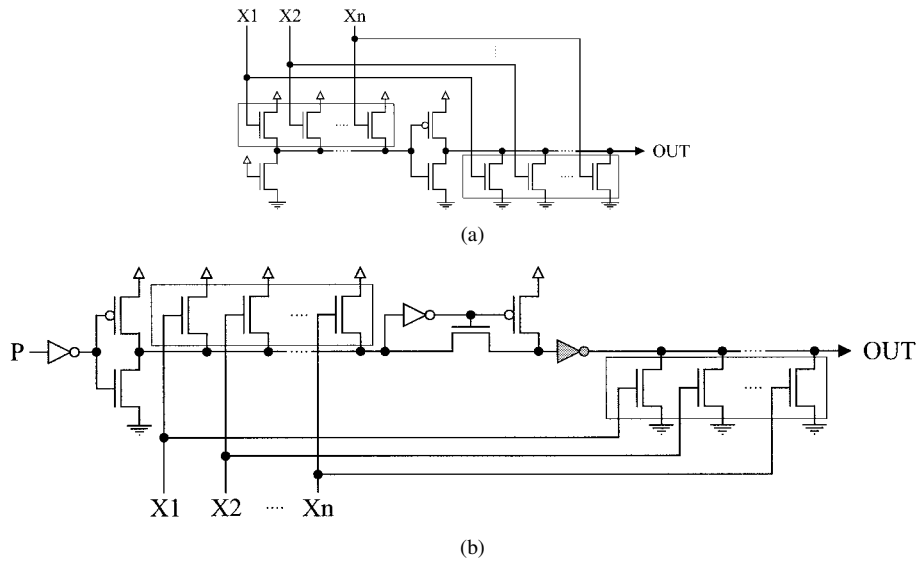 X1 X2 Xn
OUT
(a)
P
OUT
X1 X2 .... Xn
(b)